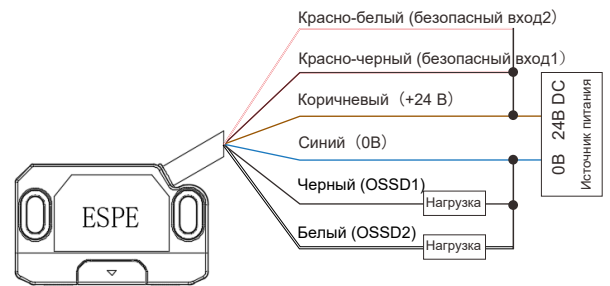 Красно-белый (безопасный вход2)
Красно-черный (безопасный вход1)
Коричневый (+24 В)
Синий (0В)
Черный (OSSD1)
Нагрузка
Белый (OSSD2)
Нагрузка
0В 24В DC
Источник питания
ESPE